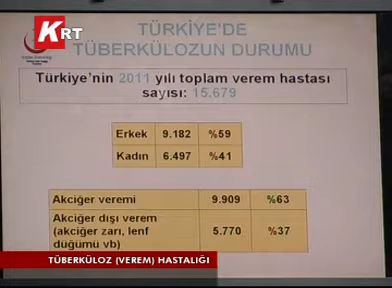 KRT
TÜRKİYE'DE
TÜBERKÜLOZUN DURUMU
Türkiye'nin 2011 yılı toplam verem hastası
sayısı: 15.679
Erkek 9.182 %59
Kadın 6.497 %41
Akciğer veremi 9.909 %63
Akciğer dışı verem
(akciğer zarı, lenf 5.770 %37
düğümü vb)
TÜBERKÜLOZ (VEREM) HASTALIĞI